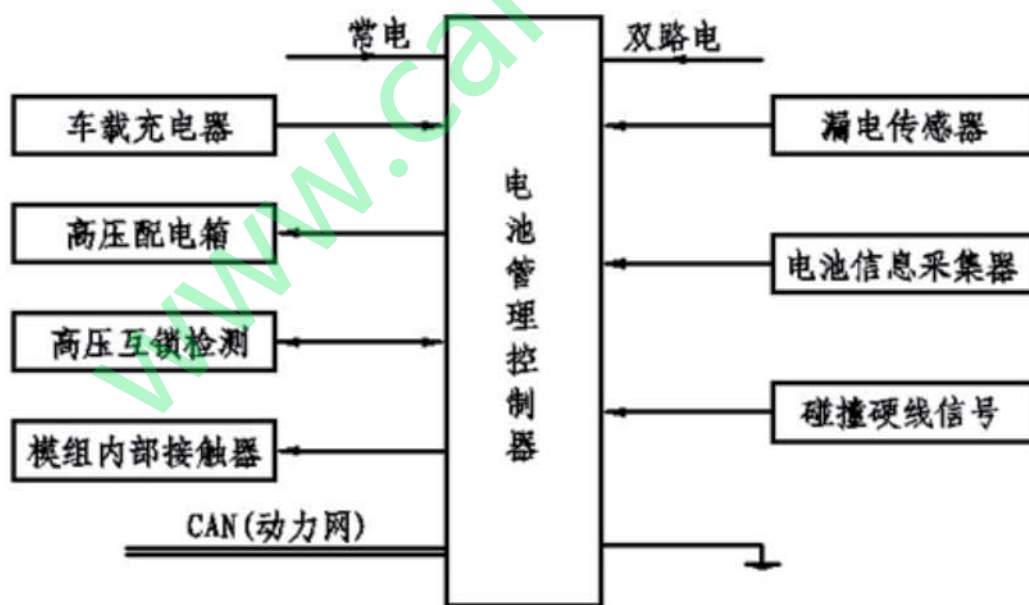 常电
双路电
车载充电器
漏电传感器
高压配电箱
电池信息采集器
高压互锁检测
碰撞硬线信号
模组内部接触器
CAN(动力网)
电池管理控制器
www.car